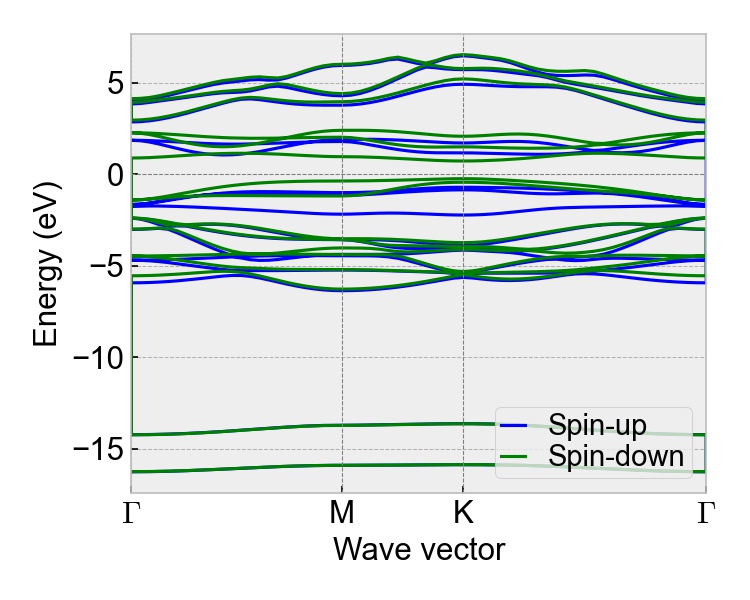 5
0
−5
−10
−15
Energy (eV)
Spin-up
Spin-down
Γ M K Γ
Wave vector